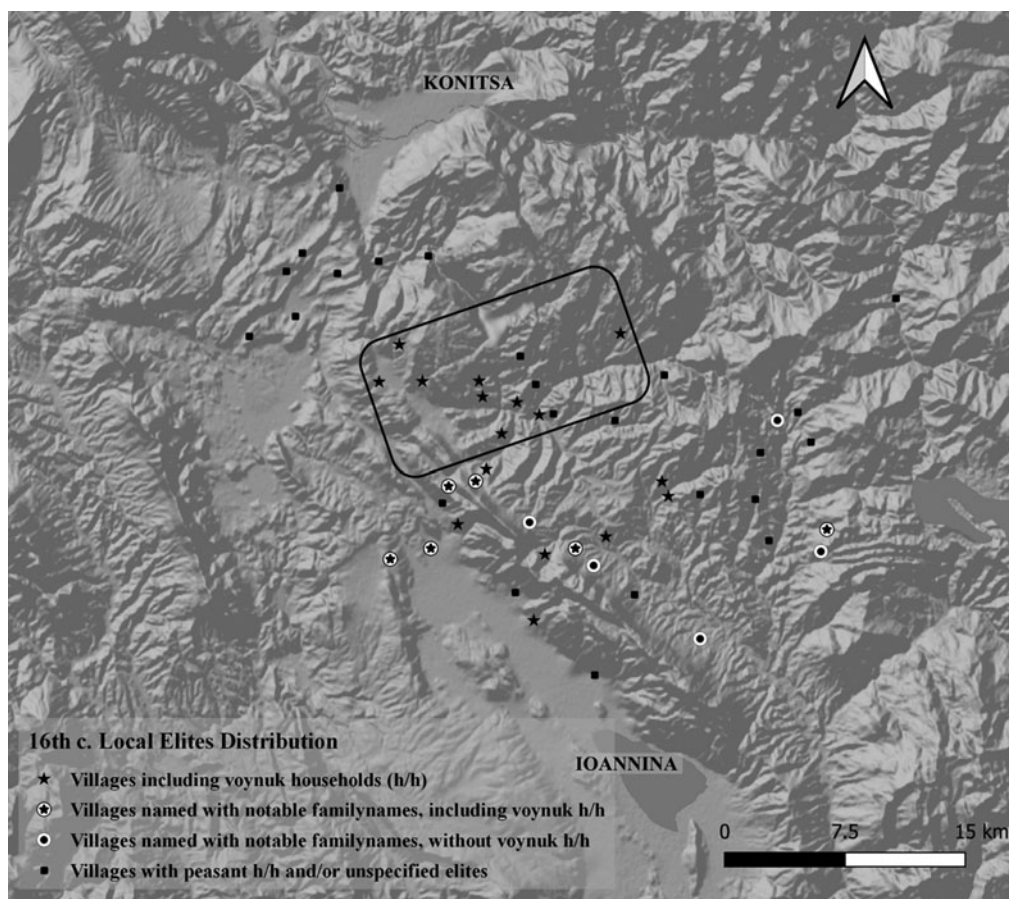 KONITSA
16th c. Local Elites Distribution
Villages including voynuk households (h/h)
Villages named with notable familynames, including voynuk h/h
Villages named with notable familynames, without voynuk h/h
Villages with peasant h/h and/or unspecified elites
IOANNINA
0 7.5 15 km